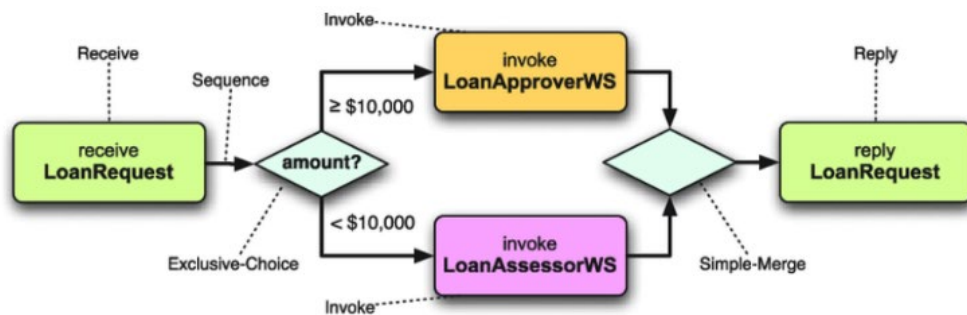 Invoke
Receive
Sequence
invoke
LoanApproverWS
Reply
≥ $10,000
receive
LoanRequest
amount?
reply
LoanRequest
< $10,000
Exclusive-Choice
invoke
LoanAssessorWS
Simple-Merge
Invoke